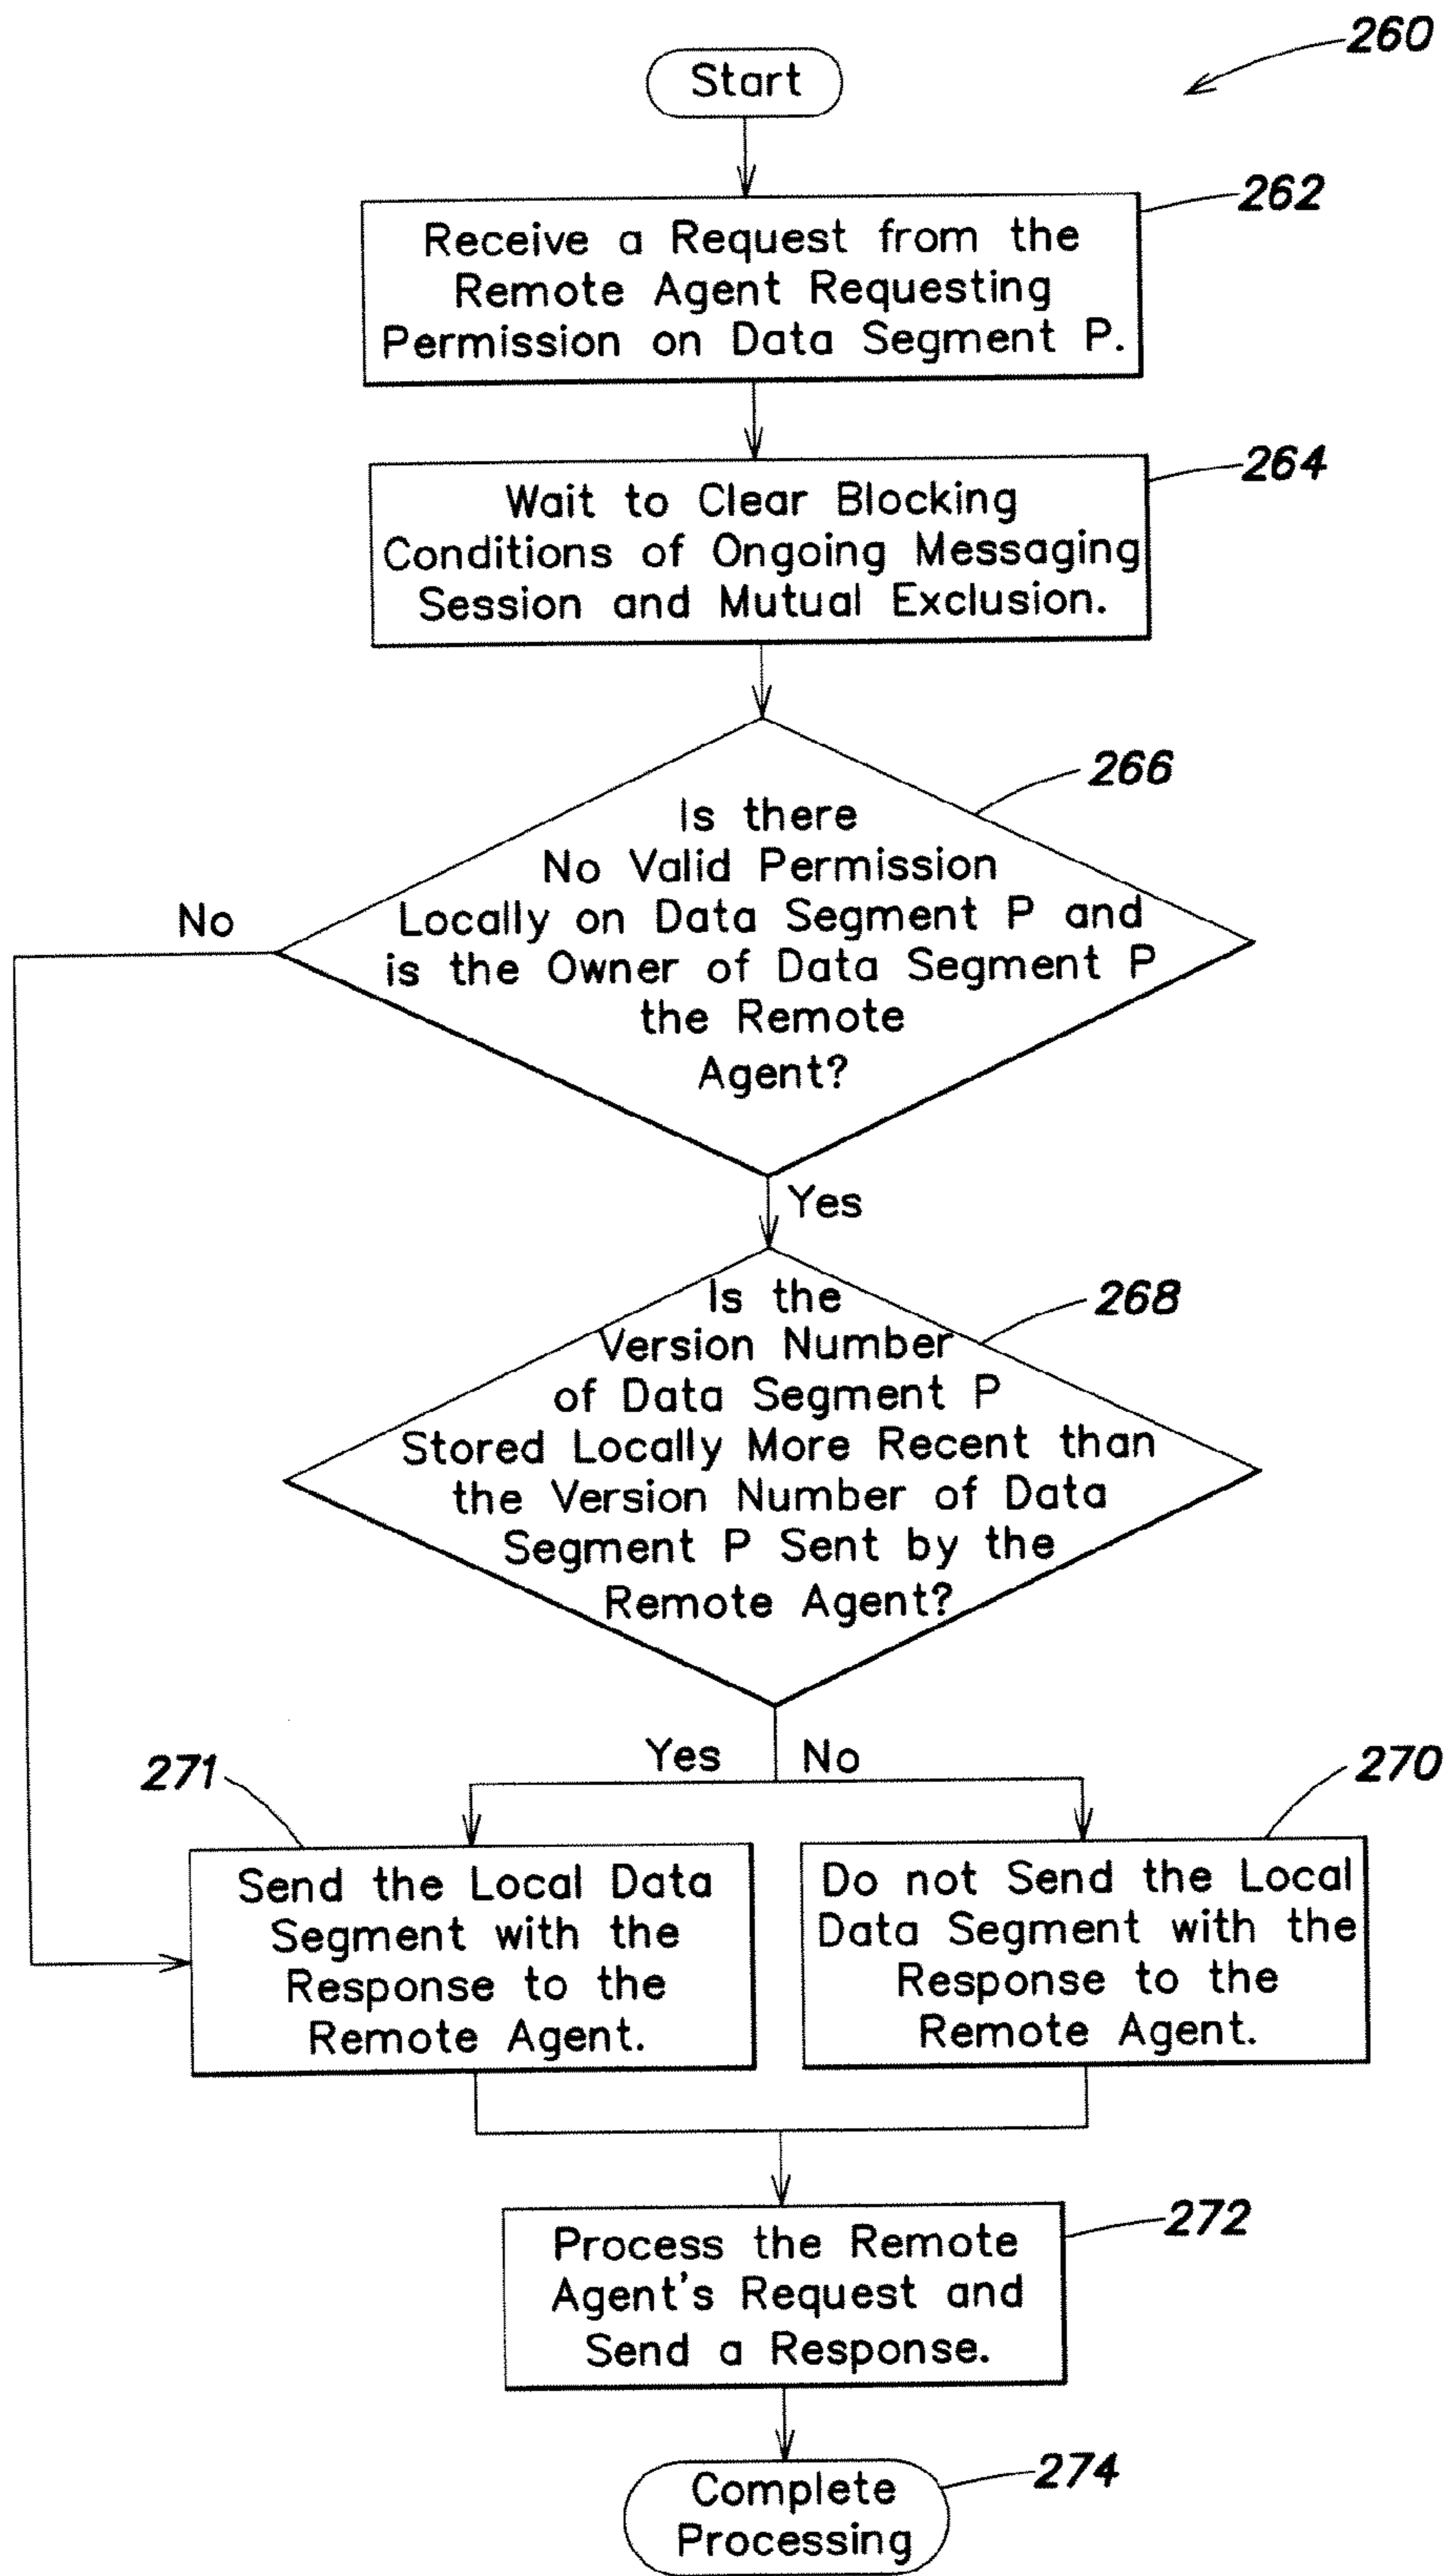 260
Start
262
Receive a Request from the
Remote Agent Requesting
Permission on Data Segment P.
264
Wait to Clear Blocking
Conditions of Ongoing Messaging
Session and Mutual Exclusion.
266
Is there
No Valid Permission
Locally on Data Segment P and
is the Owner of Data Segment P
the Remote
Agent?
No
Yes
268
Is the
Version Number
of Data Segment P
Stored Locally More Recent than
the Version Number of Data
Segment P Sent by the
Remote Agent?
Yes
No
271
Send the Local Data
Segment with the
Response to the
Remote Agent.
270
Do not Send the Local
Data Segment with the
Response to the
Remote Agent.
272
Process the Remote
Agent's Request and
Send a Response.
274
Complete
Processing